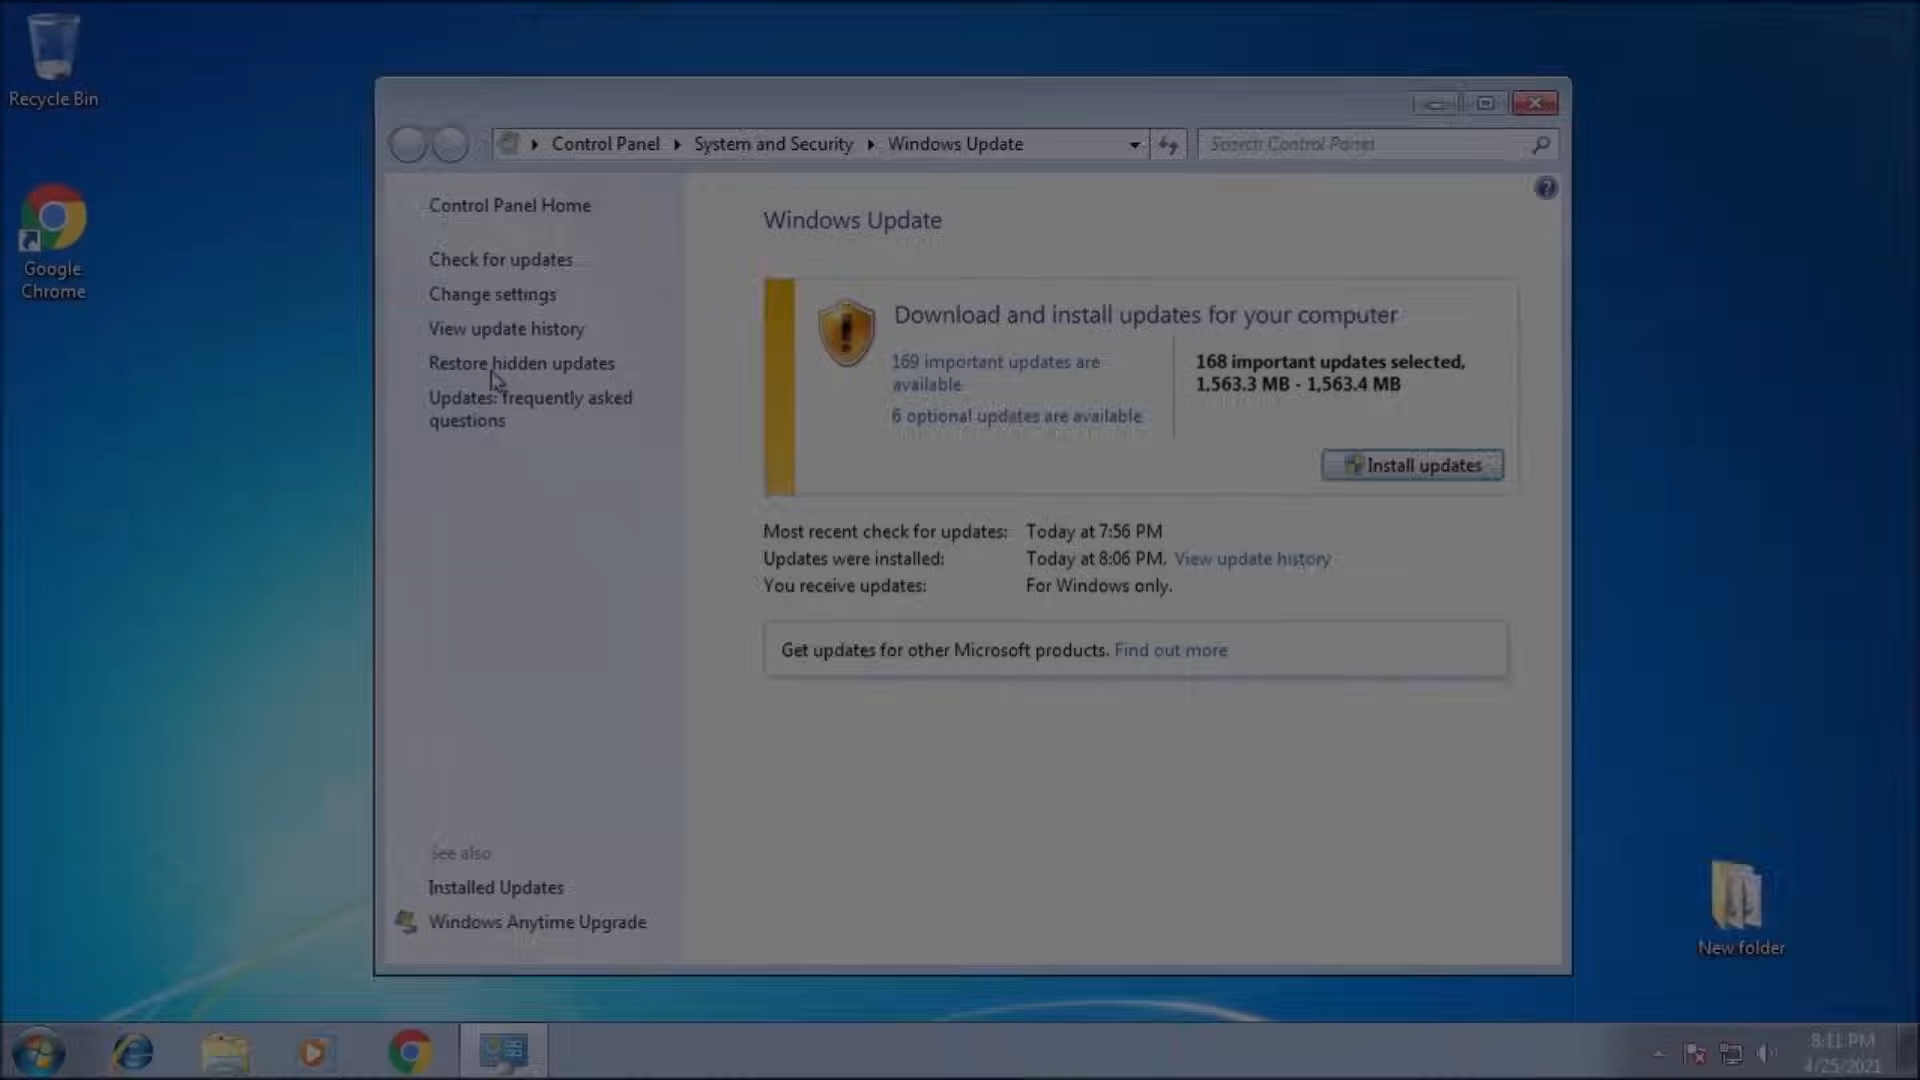 Recycle Bin
Google
Chrome
Control Panel
System and Security
Windows Update
Search Control Panel
Control Panel Home
Check for updates
Change settings
View update history
Restore hidden updates
Updates: frequently asked
questions
See also
Installed Updates
Windows Anytime Upgrade
Windows Update
Download and install updates for your computer
169 important updates are
available
6 optional updates are available
168 important updates selected,
1,563.3 MB - 1,563.4 MB
Install updates
Most recent check for updates: Today at 7:56 PM
Updates were installed: Today at 8:06 PM. View update history
You receive updates: For Windows only.
Get updates for other Microsoft products. Find out more
New folder
8:11 PM
4/25/2021